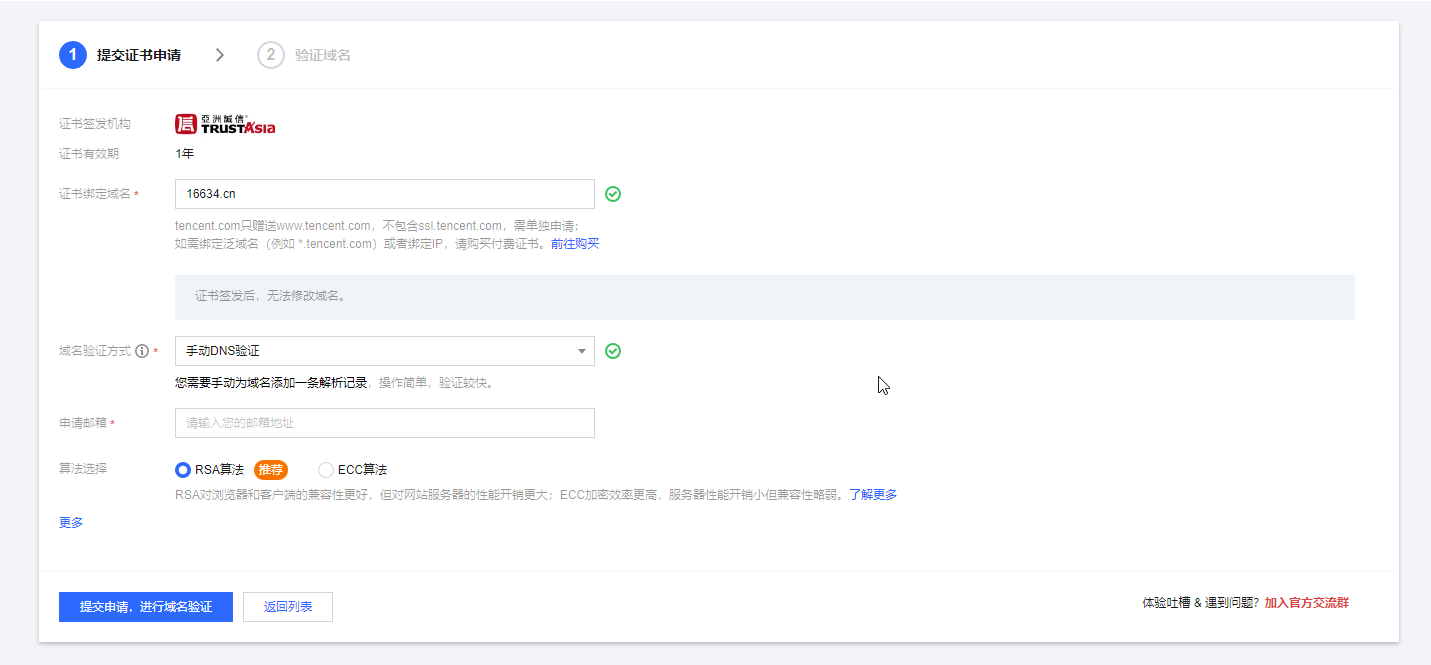 1 提交证书申请 2 验证域名
证书签发机构 亞洲誠信 TRUSTAsia
证书有效期 1年
证书绑定域名 * 16634.cn
tencent.com只赠送www.tencent.com，不包含ssl.tencent.com，需单独申请；
如需绑定泛域名（例如 *.tencent.com）或者绑定IP，请购买付费证书。前往购买
证书签发后，无法修改域名。
域名验证方式 * 手动DNS验证
您需要手动为域名添加一条解析记录，操作简单，验证较快。
申请邮箱 * 请输入您的邮箱地址
算法选择 RSA算法 推荐 ECC算法
RSA对浏览器和客户端的兼容性更好，但对网站服务器的性能开销更大；ECC加密效率更高，服务器性能开销小但兼容性略弱。了解更多
更多
提交申请，进行域名验证 返回列表 体验吐槽 & 遇到问题？加入官方交流群